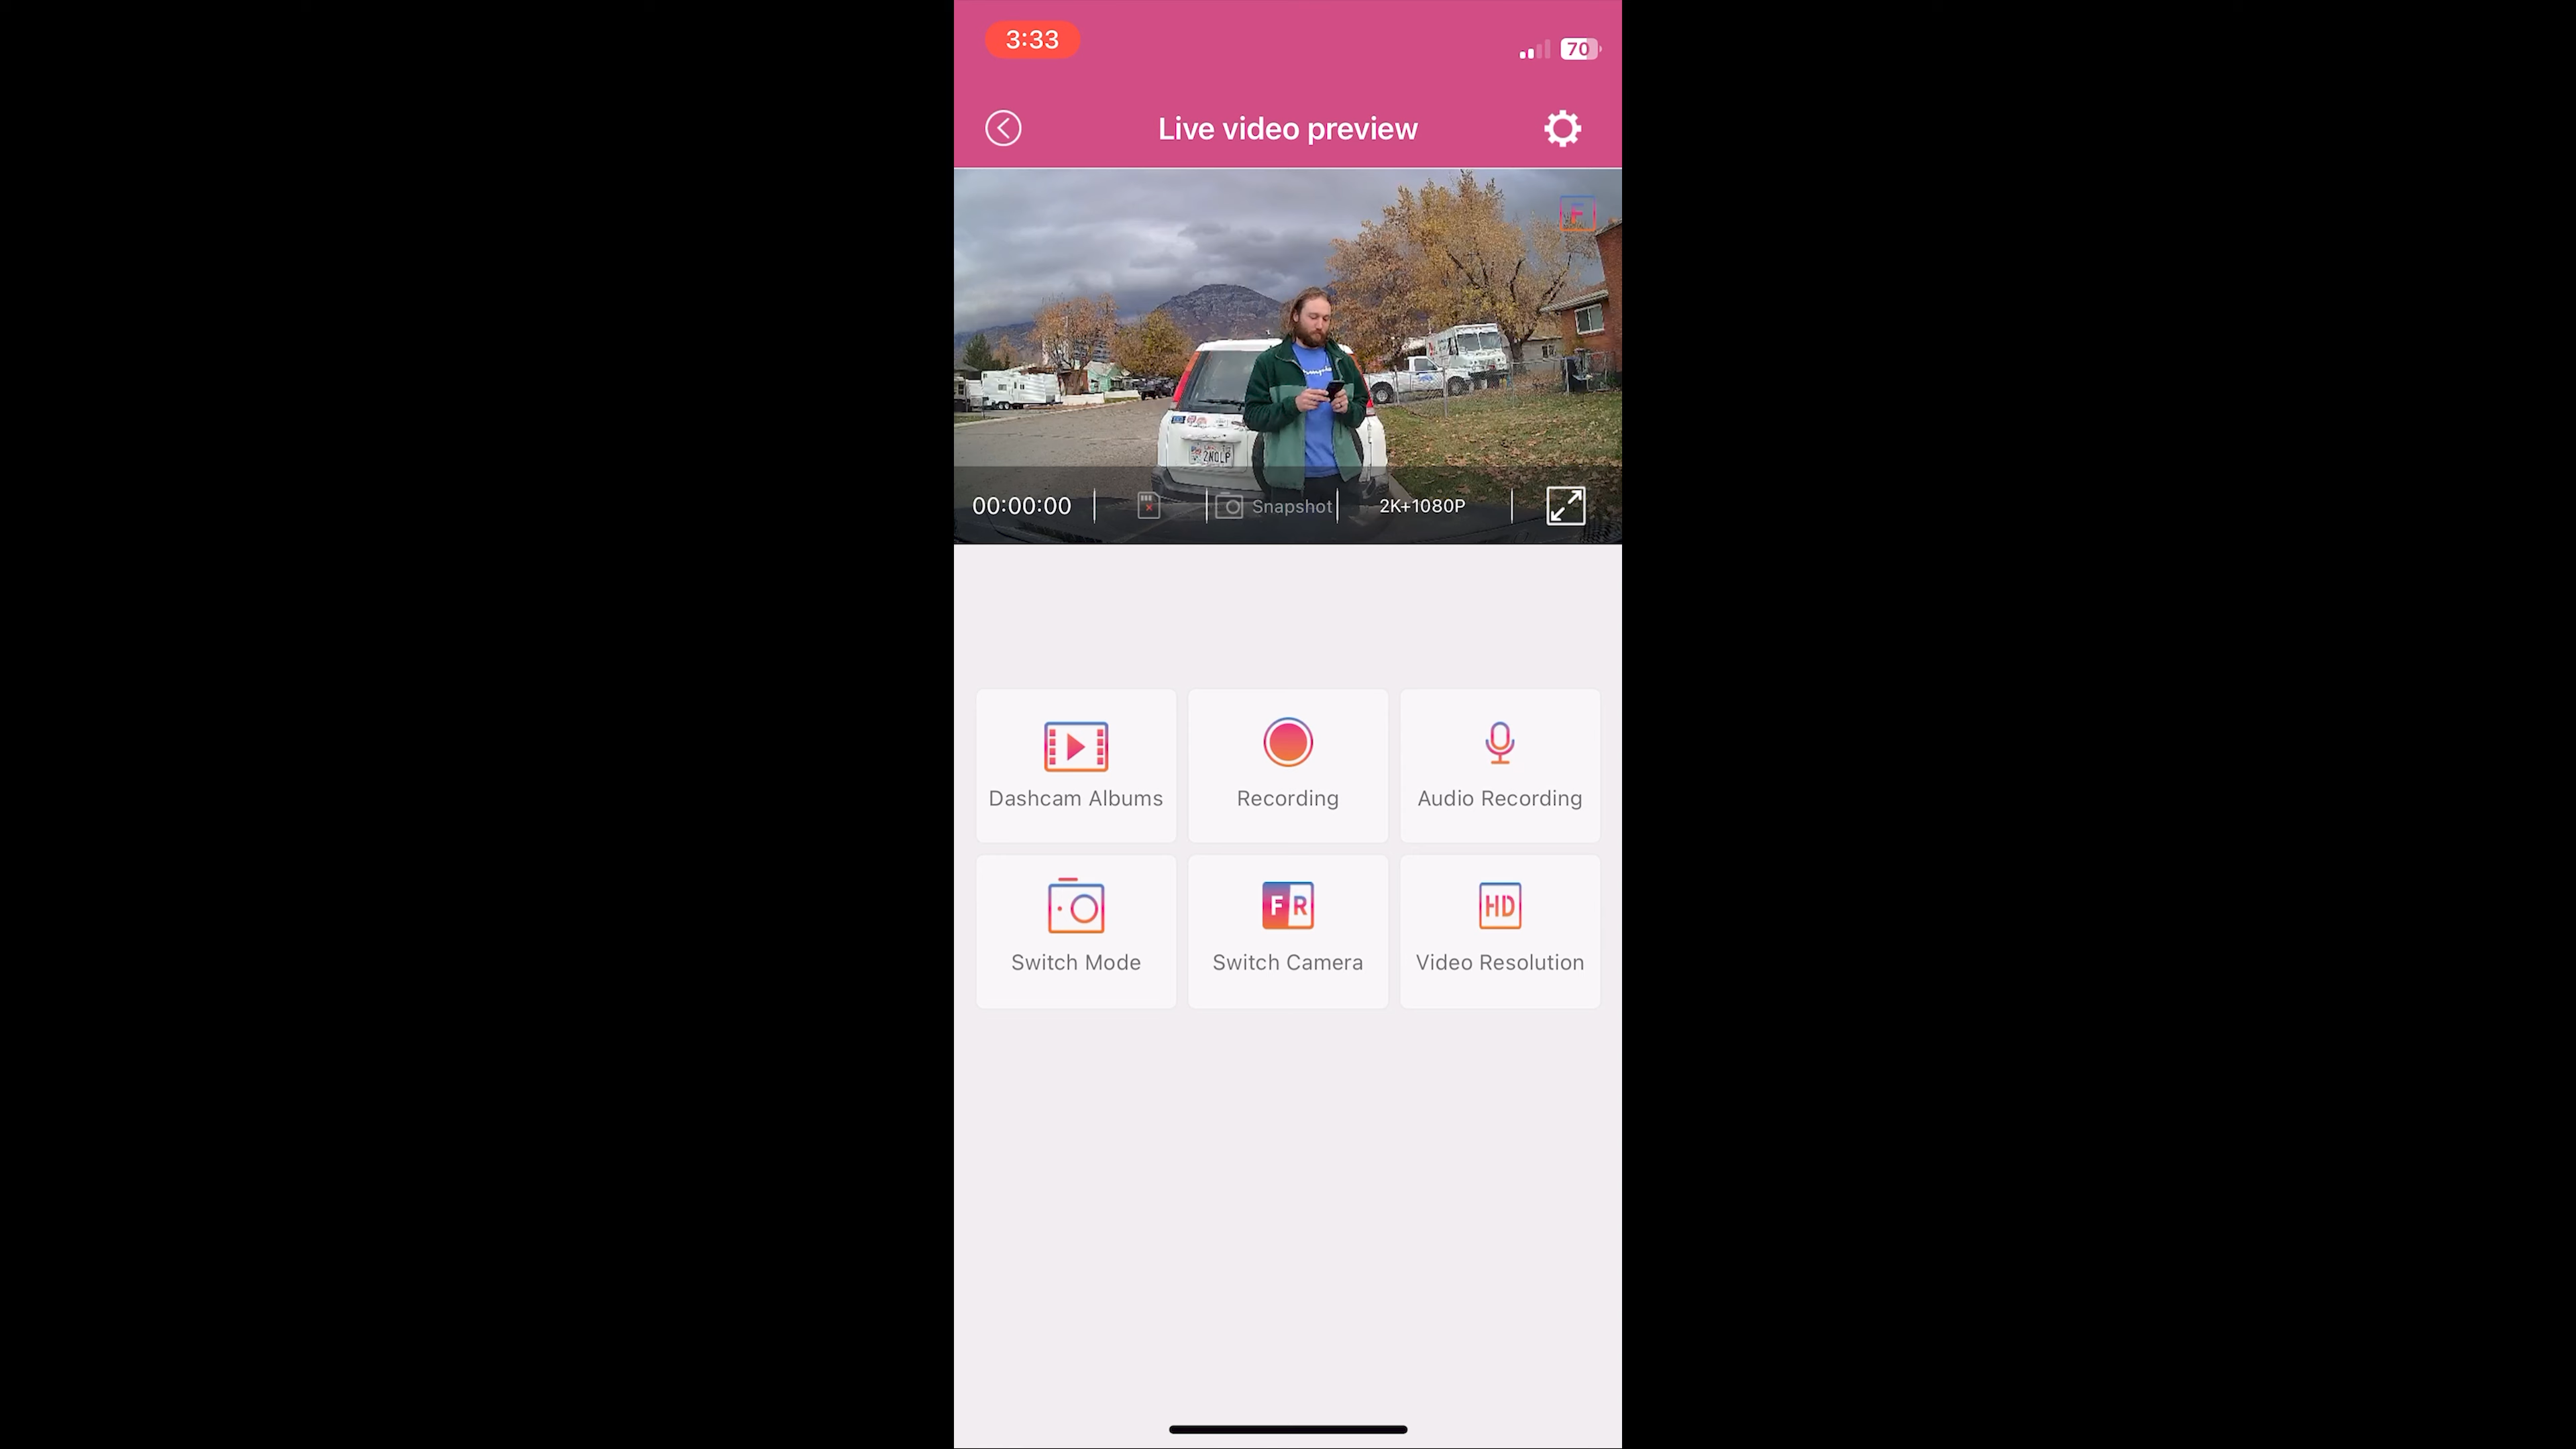 3:33
70
Live video preview
F
2N0LP
00:00:00
Snapshot
2K+1080P
Dashcam Albums
Recording
Audio Recording
F R
HD
Switch Mode
Switch Camera
Video Resolution